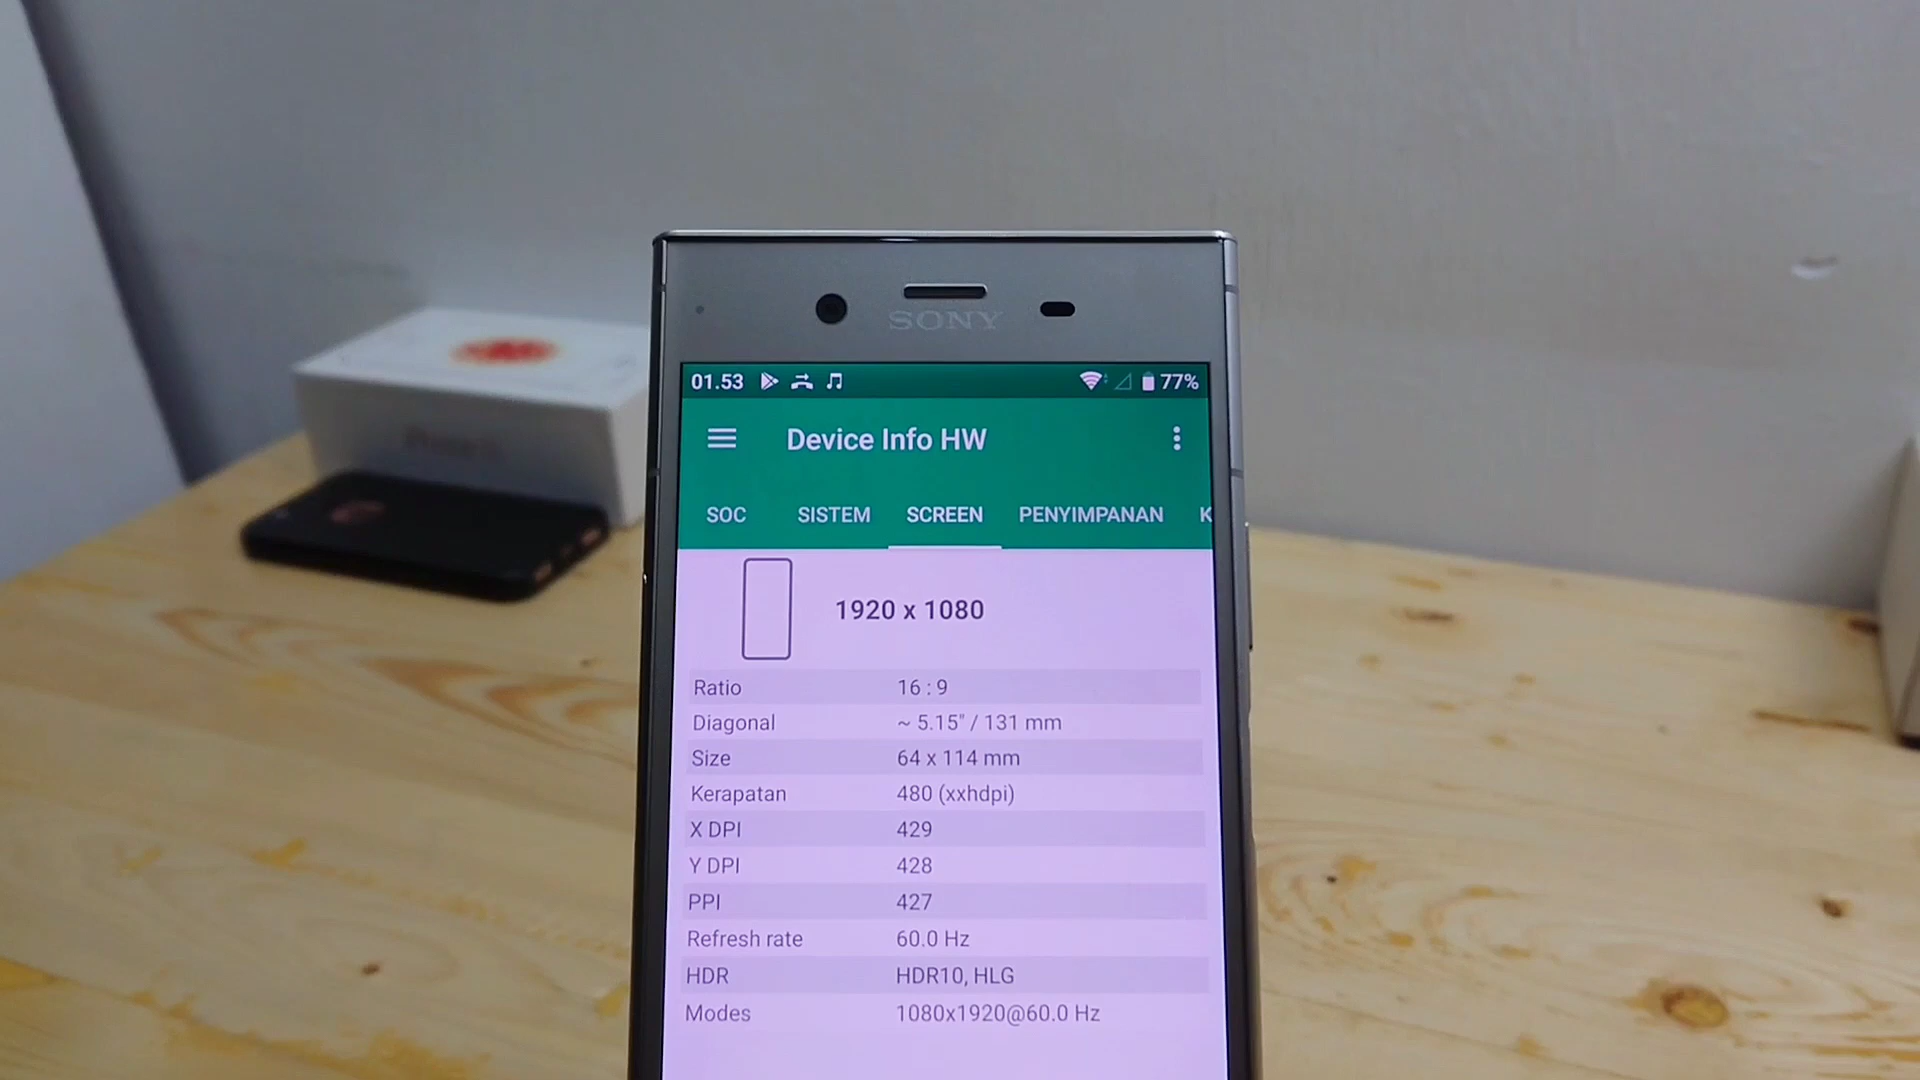 SONY
01.53 77%
Device Info HW
SOC SISTEM SCREEN PENYIMPANAN K
1920 x 1080
Ratio 16 : 9
Diagonal ~ 5.15" / 131 mm
Size 64 x 114 mm
Kerapatan 480 (xxhdpi)
X DPI 429
Y DPI 428
PPI 427
Refresh rate 60.0 Hz
HDR HDR10, HLG
Modes 1080x1920@60.0 Hz